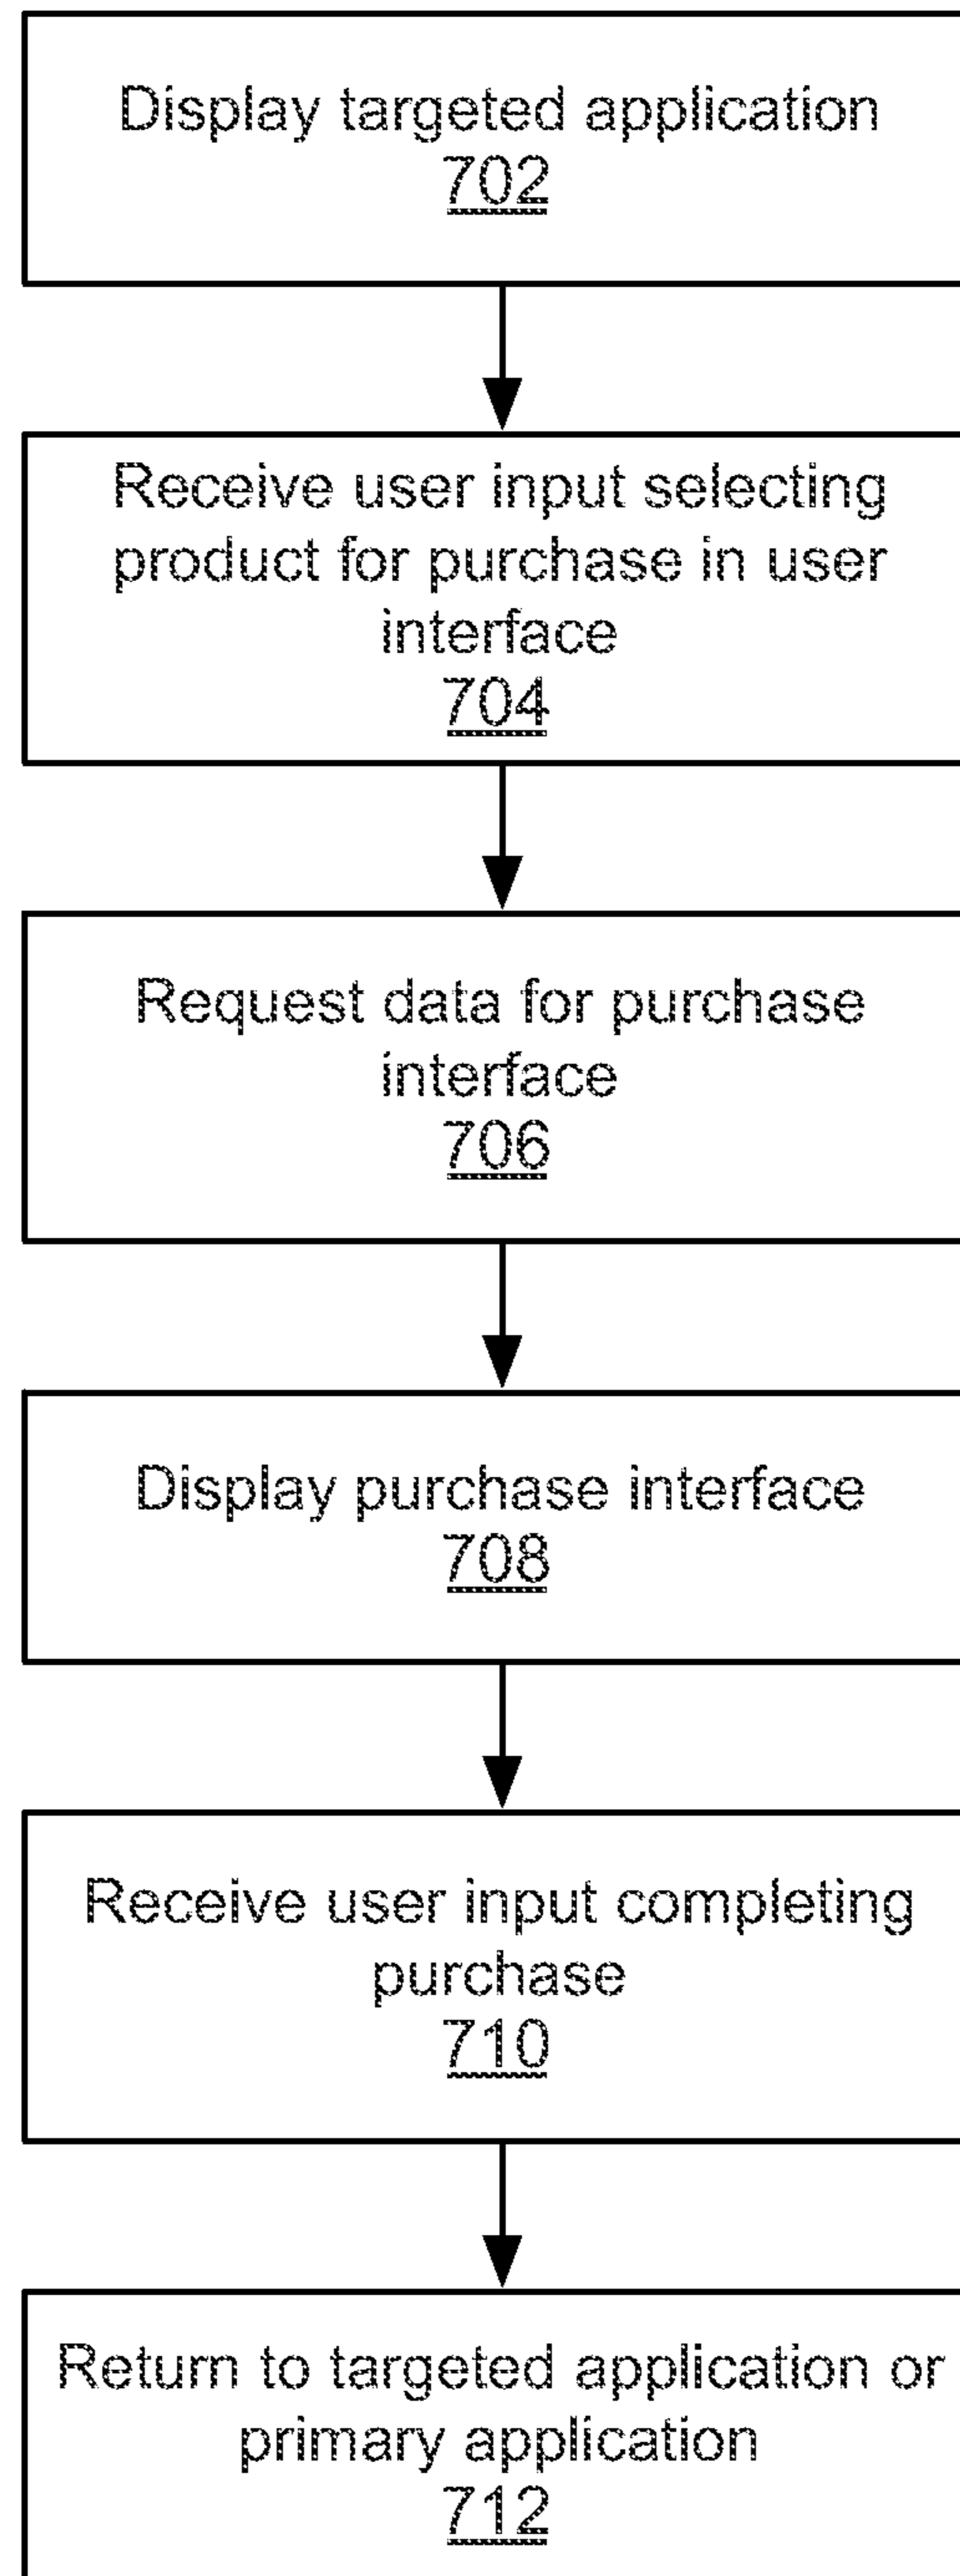 Display targeted application
702
Receive user input selecting
product for purchase in user
interface
704
Request data for purchase
interface
706
Display purchase interface
708
Receive user input completing
purchase
710
Return to targeted application or
primary application
712